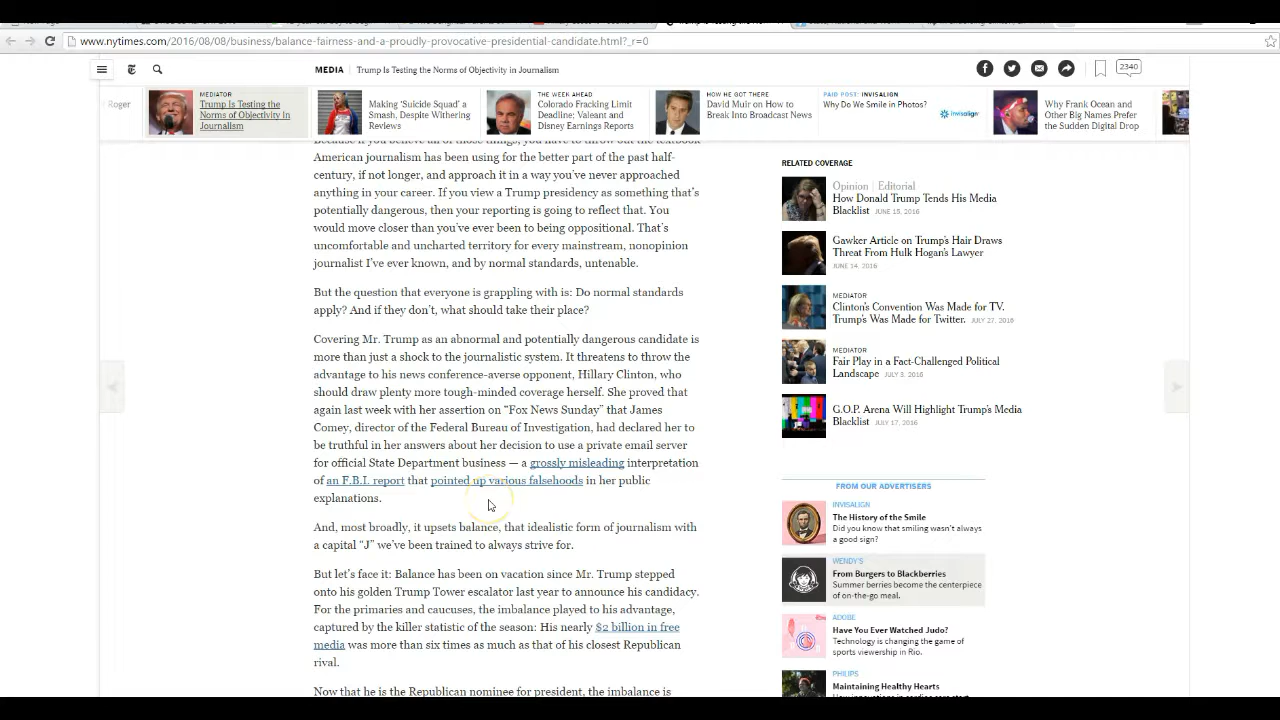 www.nytimes.com/2016/08/08/business/balance-fairness-and-a-proudly-provocative-presidential-candidate.html?_r=0
MEDIA
Trump Is Testing the Norms of Objectivity in Journalism
2340
Roger
MEDIATOR
Trump Is Testing the
Norms of Objectivity in
Journalism
Making ‘Suicide Squad’ a
Smash, Despite Withering
Reviews
THE WEEK AHEAD
Colorado Fracking Limit
Deadline; Valeant and
Disney Earnings Reports
HOW HE GOT THERE
David Muir on How to
Break Into Broadcast News
PAID POST: INVISALIGN
Why Do We Smile in Photos?
invisalign
Why Frank Ocean and
Other Big Names Prefer
the Sudden Digital Drop
Because if you believe all of those things, you have to throw out the textbook
American journalism has been using for the better part of the past half-
century, if not longer, and approach it in a way you’ve never approached
anything in your career. If you view a Trump presidency as something that’s
potentially dangerous, then your reporting is going to reflect that. You
would move closer than you’ve ever been to being oppositional. That’s
uncomfortable and uncharted territory for every mainstream, nonopinion
journalist I’ve ever known, and by normal standards, untenable.
But the question that everyone is grappling with is: Do normal standards
apply? And if they don’t, what should take their place?
Covering Mr. Trump as an abnormal and potentially dangerous candidate is
more than just a shock to the journalistic system. It threatens to throw the
advantage to his news conference-averse opponent, Hillary Clinton, who
should draw plenty more tough-minded coverage herself. She proved that
again last week with her assertion on “Fox News Sunday” that James
Comey, director of the Federal Bureau of Investigation, had declared her to
be truthful in her answers about her decision to use a private email server
for official State Department business — a grossly misleading interpretation
of an F.B.I. report that pointed up various falsehoods in her public
explanations.
And, most broadly, it upsets balance, that idealistic form of journalism with
a capital “J” we’ve been trained to always strive for.
But let’s face it: Balance has been on vacation since Mr. Trump stepped
onto his golden Trump Tower escalator last year to announce his candidacy.
For the primaries and caucuses, the imbalance played to his advantage,
captured by the killer statistic of the season: His nearly $2 billion in free
media was more than six times as much as that of his closest Republican
rival.
Now that he is the Republican nominee for president, the imbalance is
RELATED COVERAGE
Opinion | Editorial
How Donald Trump Tends His Media
Blacklist JUNE 15, 2016
Gawker Article on Trump’s Hair Draws
Threat From Hulk Hogan’s Lawyer
JUNE 14, 2016
MEDIATOR
Clinton’s Convention Was Made for TV.
Trump’s Was Made for Twitter. JULY 27, 2016
MEDIATOR
Fair Play in a Fact-Challenged Political
Landscape JULY 3, 2016
G.O.P. Arena Will Highlight Trump’s Media
Blacklist JULY 17, 2016
FROM OUR ADVERTISERS
INVISALIGN
The History of the Smile
Did you know that smiling wasn't always
a good sign?
WENDY'S
From Burgers to Blackberries
Summer berries become the centerpiece
of on-the-go meal.
ADOBE
Have You Ever Watched Judo?
Technology is changing the game of
sports viewership in Rio.
PHILIPS
Maintaining Healthy Hearts